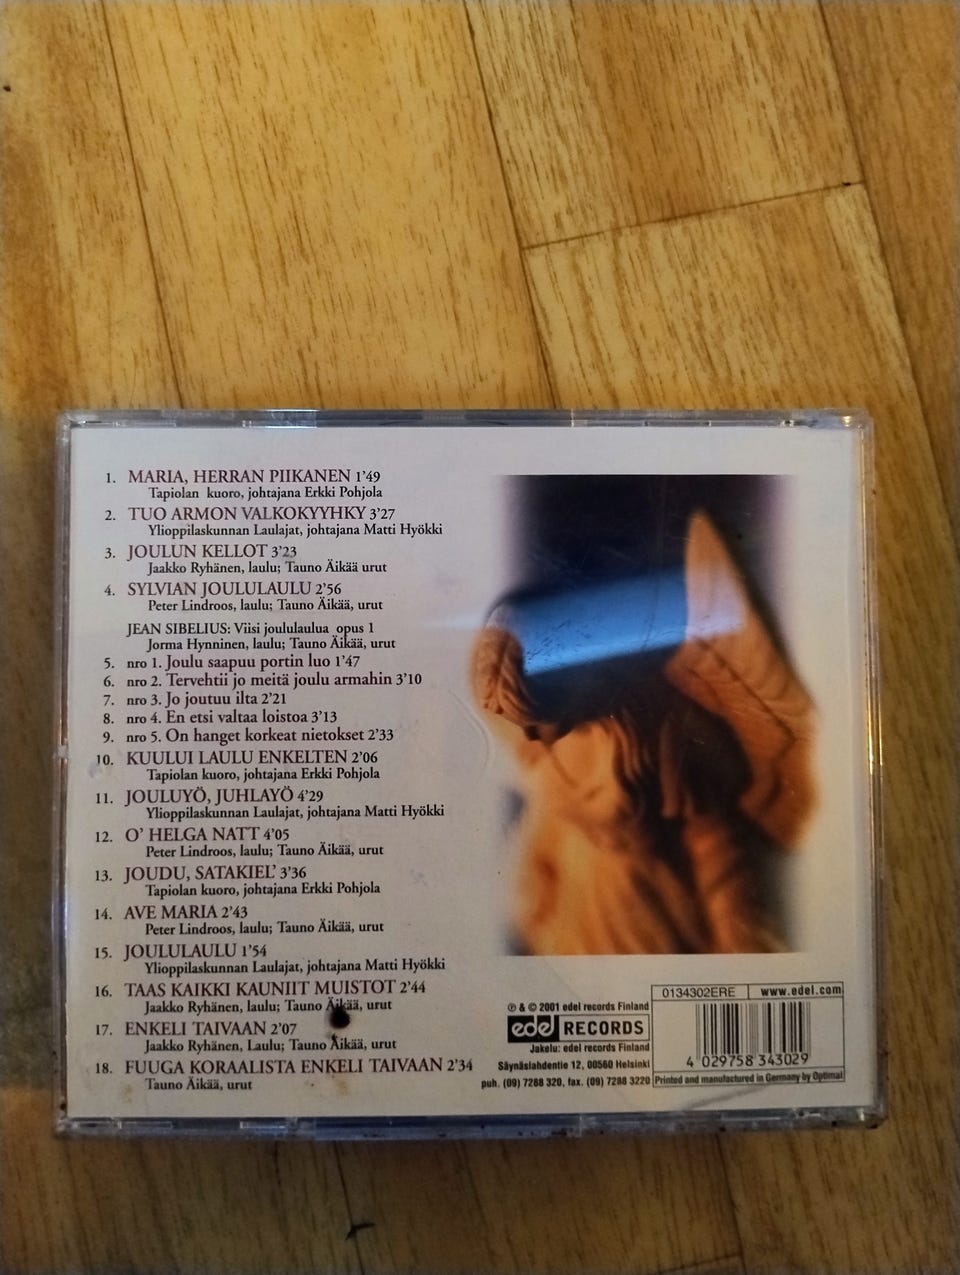 1. MARIA, HERRAN PIIKANEN 1'49
Tapiolan kuoro, johtajana Erkki Pohjola
2. TUO ARMON VALKOKYYHKY 3'27
Ylioppilaskunnan Laulajat, johtajana Matti Hyökki
3. JOULUN KELLOT 3'23
Jaakko Ryhänen, laulu; Tauno Äikää urut
4. SYLVIAN JOULULAULU 2'56
Peter Lindroos, laulu; Tauno Äikää, urut
JEAN SIBELIUS: Viisi joululaulua opus 1
Jorma Hynninen, laulu; Tauno Äikää, urut
5. nro 1. Joulu saapuu portin luo 1'47
6. nro 2. Tervehtii jo meitä joulu armahin 3'10
7. nro 3. Jo joutuu ilta 2'21
8. nro 4. En etsi valtaa loistoa 3'13
9. nro 5. On hanget korkeat nietokset 2'33
10. KUULUI LAULU ENKELTEN 2'06
Tapiolan kuoro, johtajana Erkki Pohjola
11. JOULUYÖ, JUHLAYÖ 4'29
Ylioppilaskunnan Laulajat, johtajana Matti Hyökki
12. O' HELGA NATT 4'05
Peter Lindroos, laulu; Tauno Äikää, urut
13. JOUDU, SATAKIEL' 3'36
Tapiolan kuoro, johtajana Erkki Pohjola
14. AVE MARIA 2'43
Peter Lindroos, laulu; Tauno Äikää, urut
15. JOULULAULU 1'54
Ylioppilaskunnan Laulajat, johtajana Matti Hyökki
16. TAAS KAIKKI KAUNIIT MUISTOT 2'44
Jaakko Ryhänen, laulu; Tauno Äikää, urut
17. ENKELI TAIVAAN 2'07
Jaakko Ryhänen, Laulu; Tauno Äikää, urut
18. FUUGA KORAALISTA ENKELI TAIVAAN 2'34
Tauno Äikää, urut
℗ & © 2001 edel records Finland
edel RECORDS
Jakelu: edel records Finland
Säynäslahdentie 12, 00560 Helsinki
puh. (09) 7288 320, fax. (09) 7288 3220
0134302ERE www.edel.com
4 029758 343029
Printed and manufactured in Germany by Optimal